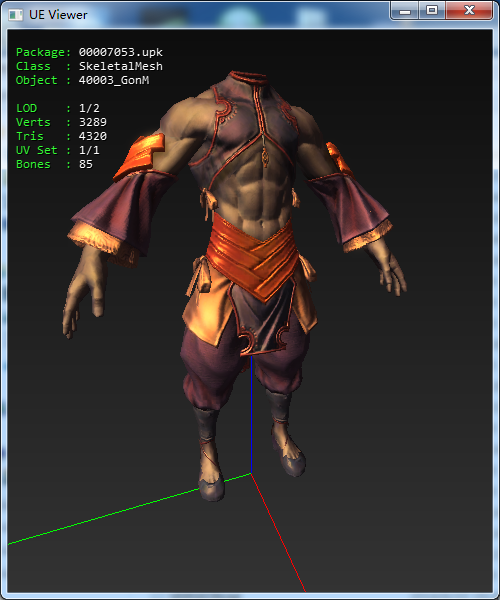 UE Viewer
Package: 00007053.upk
Class : SkeletalMesh
Object : 40003_GonM
LOD : 1/2
Verts : 3289
Tris : 4320
UV Set : 1/1
Bones : 85